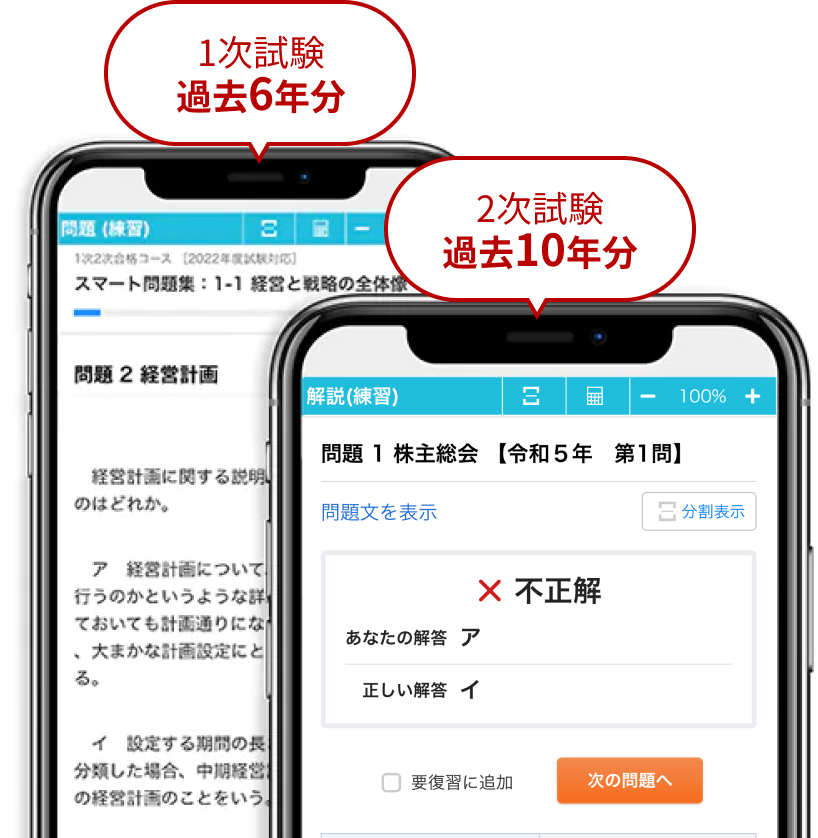 1次試験
過去6年分
2次試験
過去10年分
問題 (練習)
1次2次合格コース [2022年度試験対応]
スマート問題集:1-1 経営と戦略の全体像
問題 2 経営計画
経営計画に関する説明
のはどれか。
ア 経営計画について、
行うのかというような詳
ておいても計画通りにな
、大まかな計画設定にと
る。
イ 設定する期間の長
分類した場合、中期経営
の経営計画のことをいう。
解説(練習)
100%
問題 1 株主総会 【令和5年 第1問】
問題文を表示
分割表示
不正解
あなたの解答 ア
正しい解答 イ
要復習に追加
次の問題へ